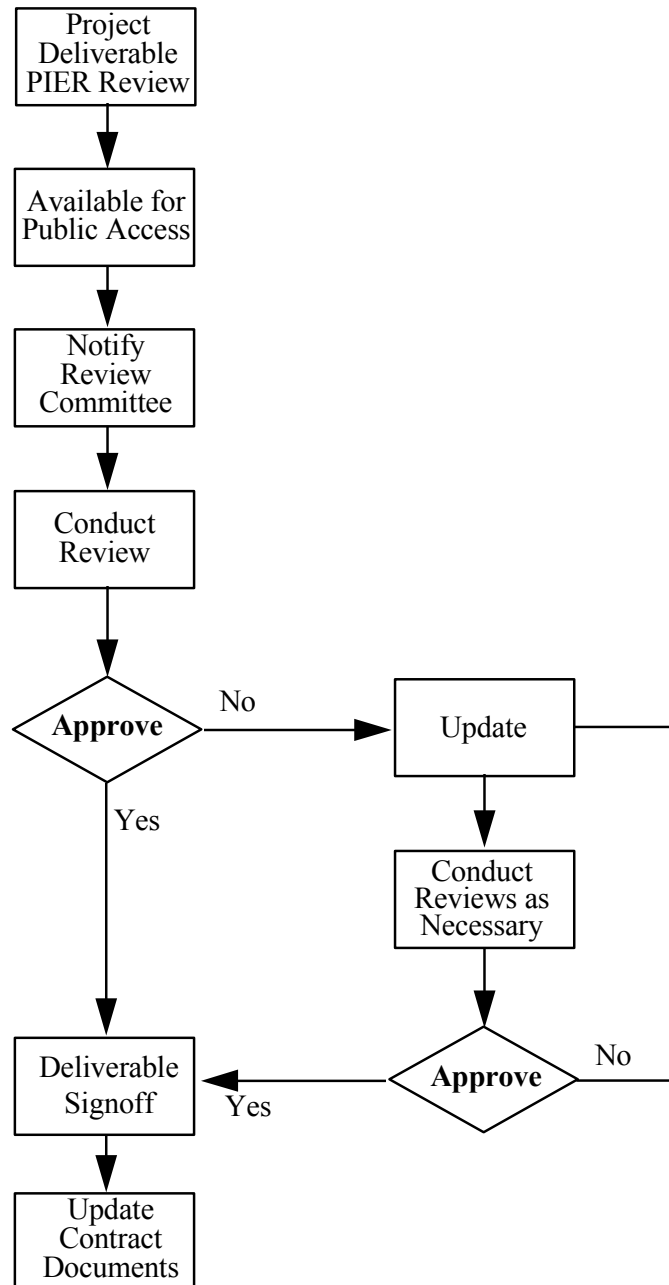 Project
Deliverable
PIER Review
Available for
Public Access
Notify
Review
Committee
Conduct
Review
Approve
No
Update
Yes
Conduct
Reviews as
Necessary
Deliverable
Signoff
Yes
Approve
No
Update
Contract
Documents